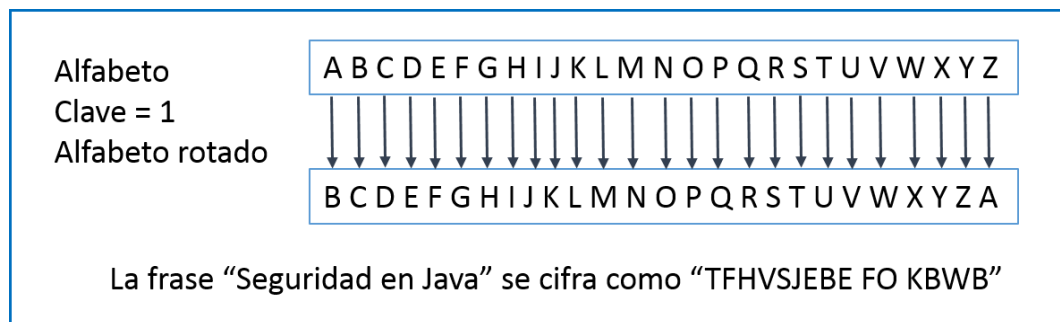 Alfabeto
Clave = 1
Alfabeto rotado
A B C D E F G H I J K L M N O P Q R S T U V W X Y Z
B C D E F G H I J K L M N O P Q R S T U V W X Y Z A
La frase “Seguridad en Java” se cifra como “TFHVSJEBE FO KBWB”